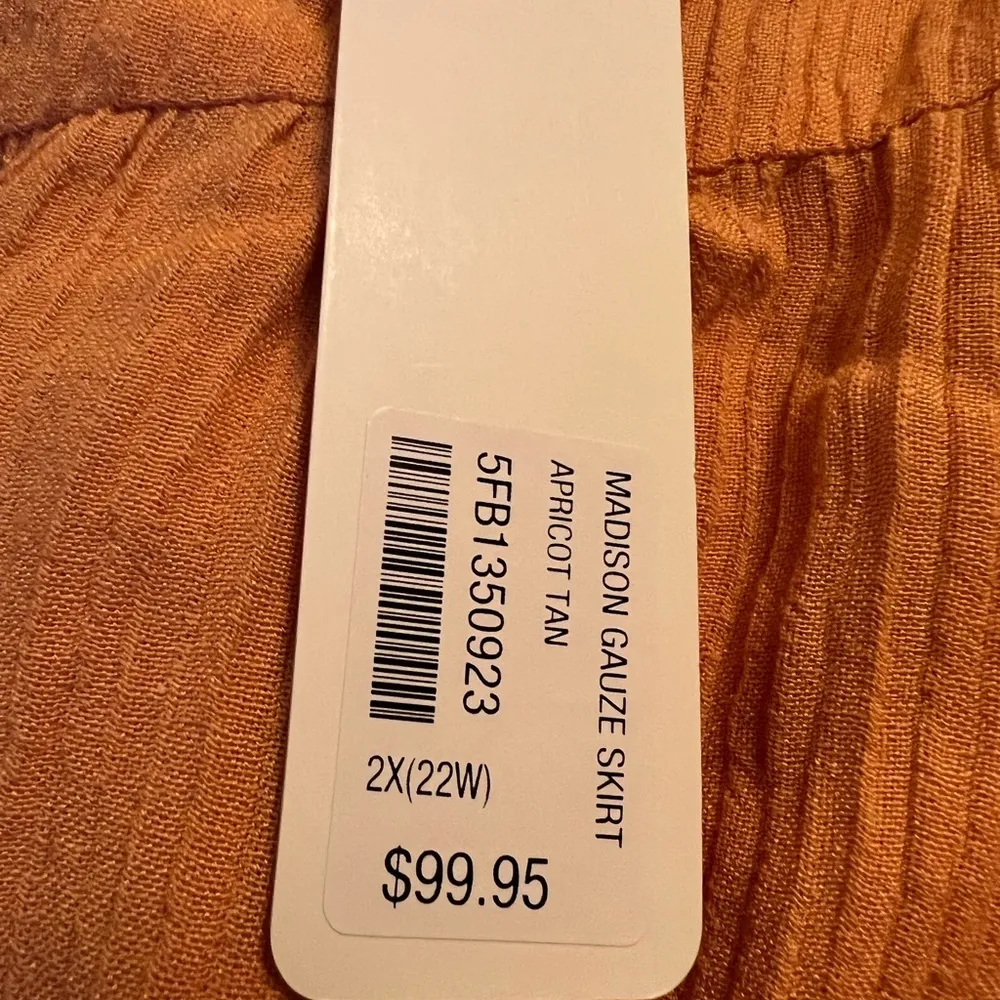 MADISON GAUZE SKIRT
APRICOT TAN
5FB1350923
2X(22W)
$99.95